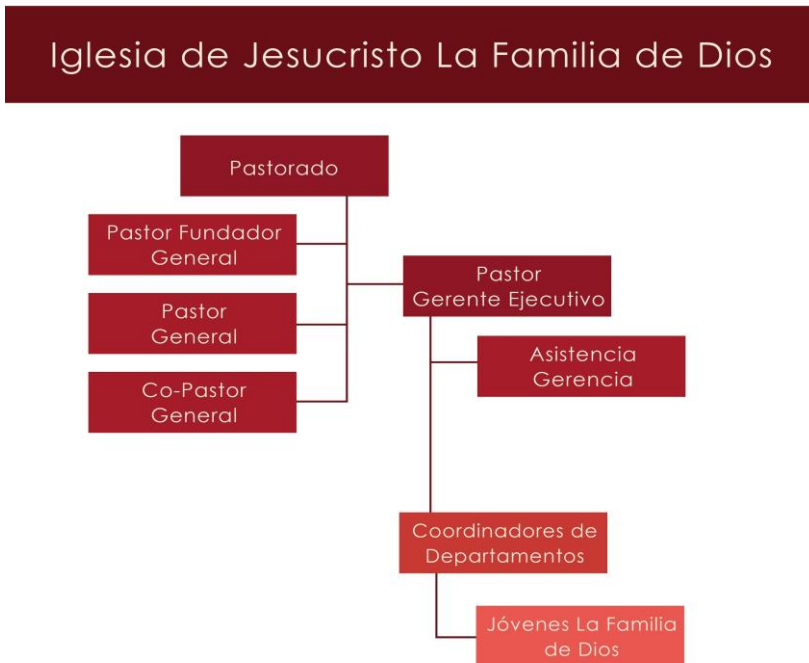 Iglesia de Jesucristo La Familia de Dios
Pastorado
Pastor Fundador
General
Pastor
General
Co-Pastor
General
Pastor
Gerente Ejecutivo
Asistencia
Gerencia
Coordinadores de
Departamentos
Jóvenes La Familia
de Dios